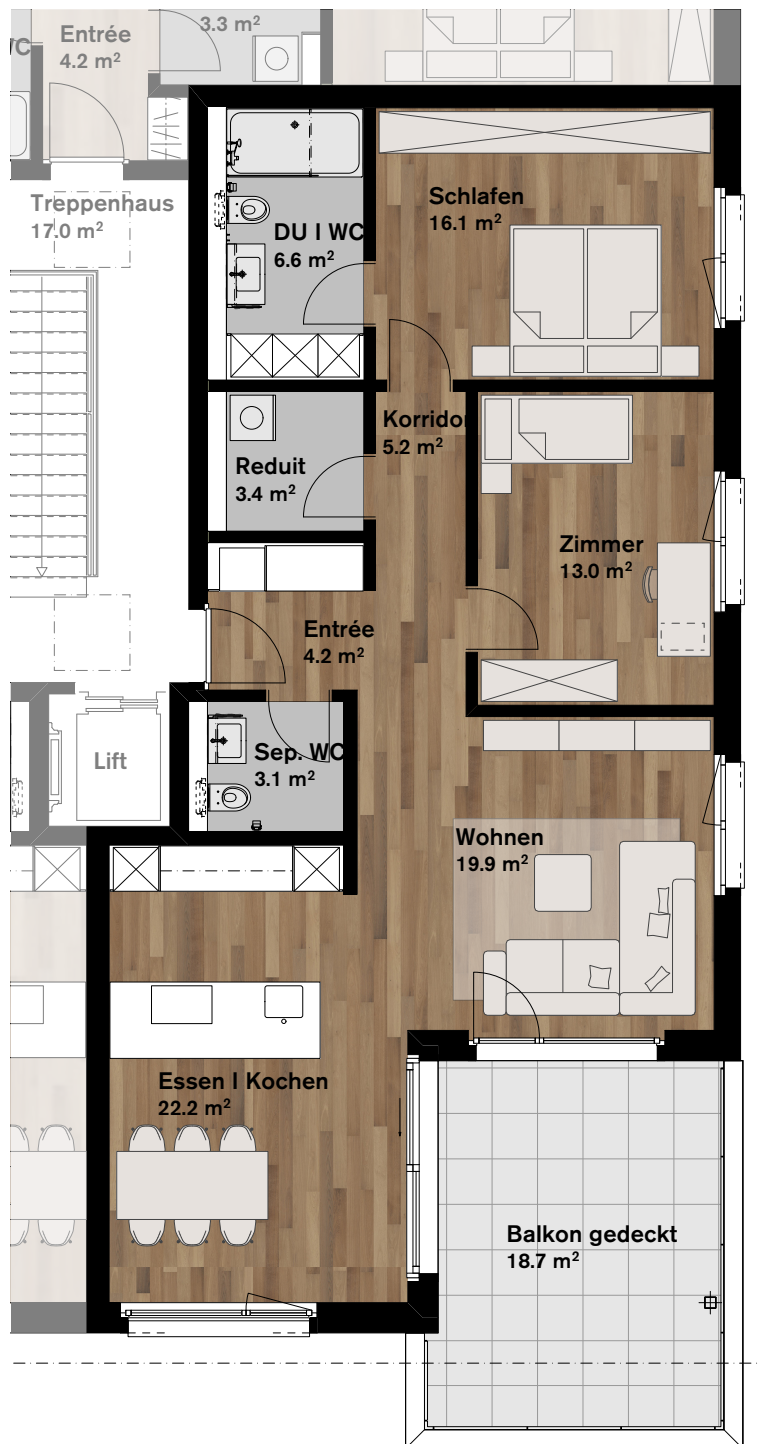 Entrée
4.2 m²
3.3 m²
Treppenhaus
17.0 m²
DU I WC
6.6 m²
Schlafen
16.1 m²
Korridor
5.2 m²
Reduit
3.4 m²
Zimmer
13.0 m²
Entrée
4.2 m²
Lift
Sep. WC
3.1 m²
Wohnen
19.9 m²
Essen I Kochen
22.2 m²
Balkon gedeckt
18.7 m²